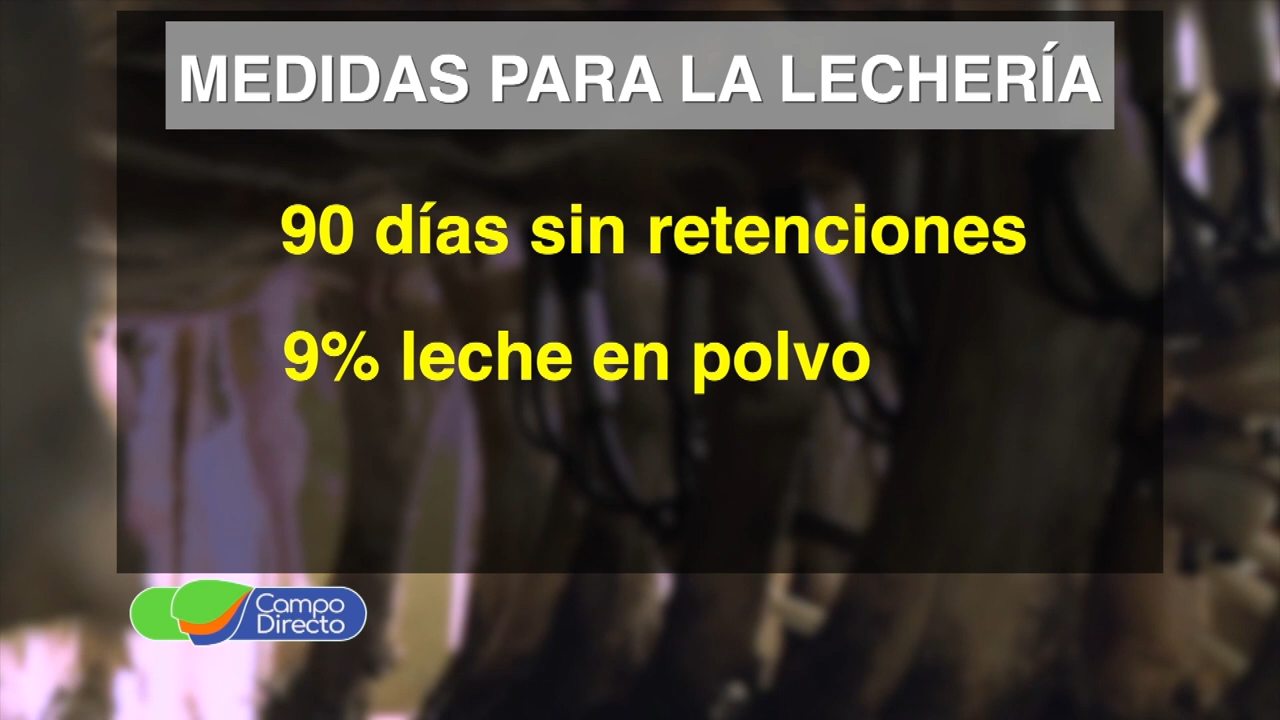 MEDIDAS PARA LA LECHERÍA
90 días sin retenciones
9% leche en polvo
Campo
Directo